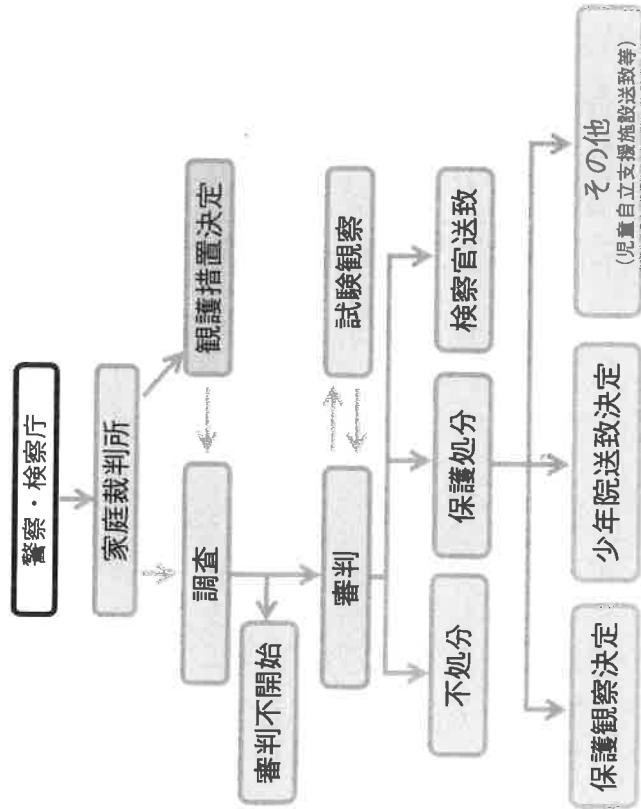 警察・検察庁
家庭裁判所
観護措置決定
調査
審判不開始
試験観察
審判
不処分
保護処分
検察官送致
保護観察決定
少年院送致決定
その他
(児童自立支援施設送致等)